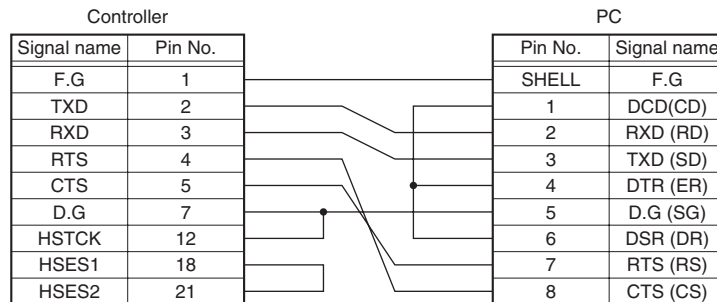 Controller PC
Signal name Pin No. Pin No. Signal name
F.G 1 SHELL F.G
TXD 2 1 DCD(CD)
RXD 3 2 RXD (RD)
RTS 4 3 TXD (SD)
CTS 5 4 DTR (ER)
D.G 7 5 D.G (SG)
HSTCK 12 6 DSR (DR)
HSES1 18 7 RTS (RS)
HSES2 21 8 CTS (CS)